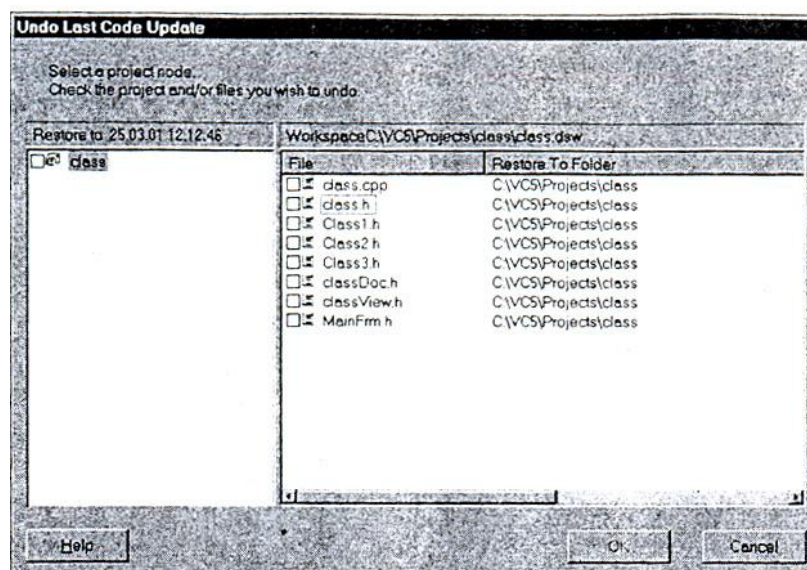 Undo Last Code Update
Select a project node.
Check the project and/or files you wish to undo.
Restore to: 25.03.01 12.12.46
Workspace C:\VC5\Projects\class\class.dsw
class
File Restore To Folder
class.cpp C:\VC5\Projects\class
class.h C:\VC5\Projects\class
Class1.h C:\VC5\Projects\class
Class2.h C:\VC5\Projects\class
Class3.h C:\VC5\Projects\class
classDoc.h C:\VC5\Projects\class
classView.h C:\VC5\Projects\class
MainFrm.h C:\VC5\Projects\class
Help OK Cancel